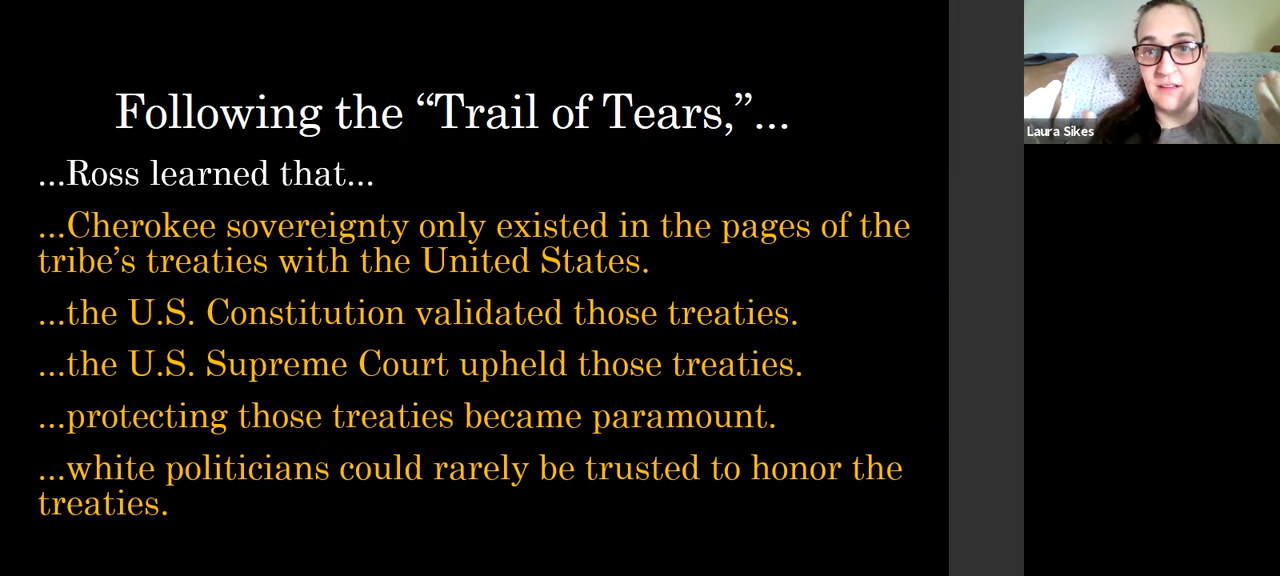 Following the “Trail of Tears,”...
...Ross learned that...
...Cherokee sovereignty only existed in the pages of the
tribe’s treaties with the United States.
...the U.S. Constitution validated those treaties.
...the U.S. Supreme Court upheld those treaties.
...protecting those treaties became paramount.
...white politicians could rarely be trusted to honor the
treaties.
Laura Sikes